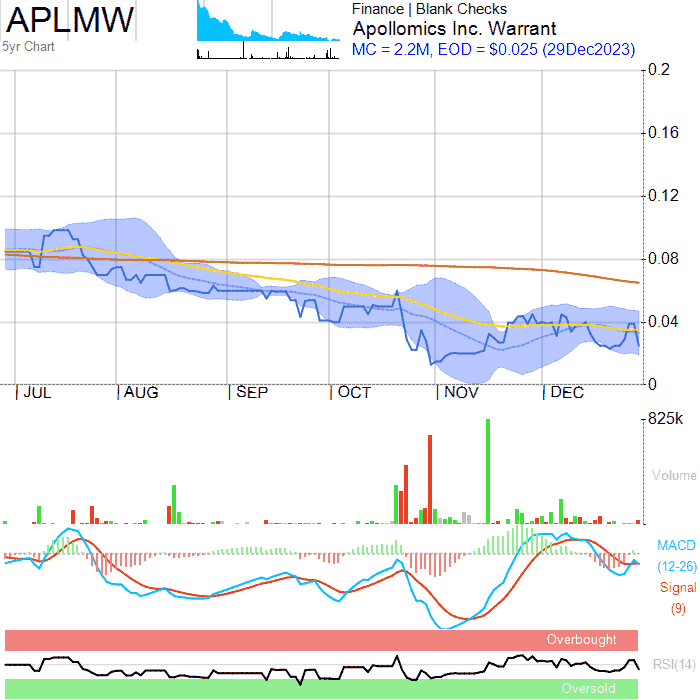 APLMW
5yr Chart
Finance | Blank Checks
Apollomics Inc. Warrant
MC = 2.2M, EOD = $0.025 (29Dec2023)
0.2
0.16
0.12
0.08
0.04
0
JUL AUG SEP OCT NOV DEC
825k
Volume
MACD
(12-26)
Signal
(9)
Overbought
RSI(14)
Oversold